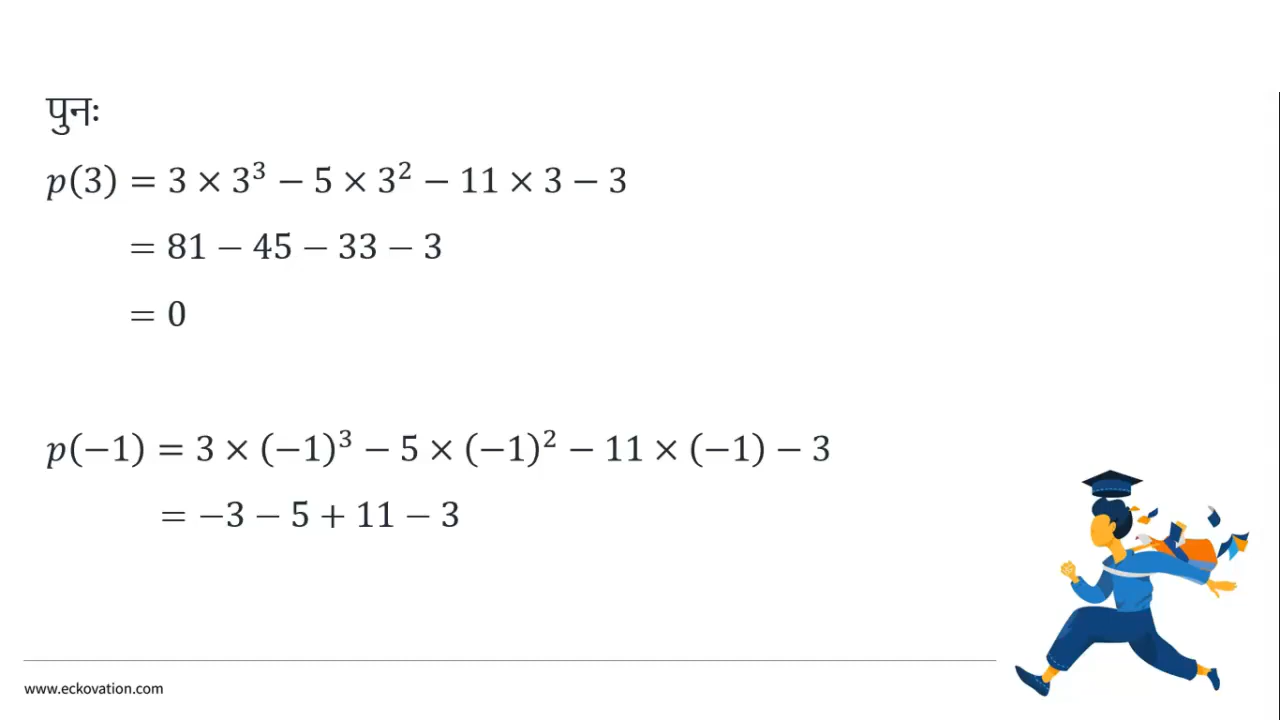 पुनः
p(3) = 3 × 3³ − 5 × 3² − 11 × 3 − 3
= 81 − 45 − 33 − 3
= 0
p(−1) = 3 × (−1)³ − 5 × (−1)² − 11 × (−1) − 3
= −3 − 5 + 11 − 3
www.eckovation.com